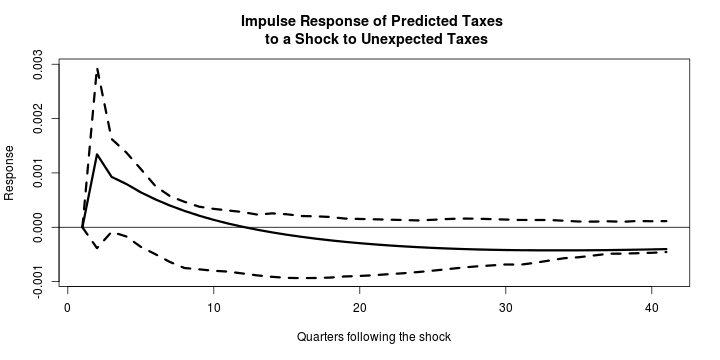 Impulse Response of Predicted Taxes
to a Shock to Unexpected Taxes
0.003
0.002
0.001
0.000
-0.001
Response
0 10 20 30 40
Quarters following the shock